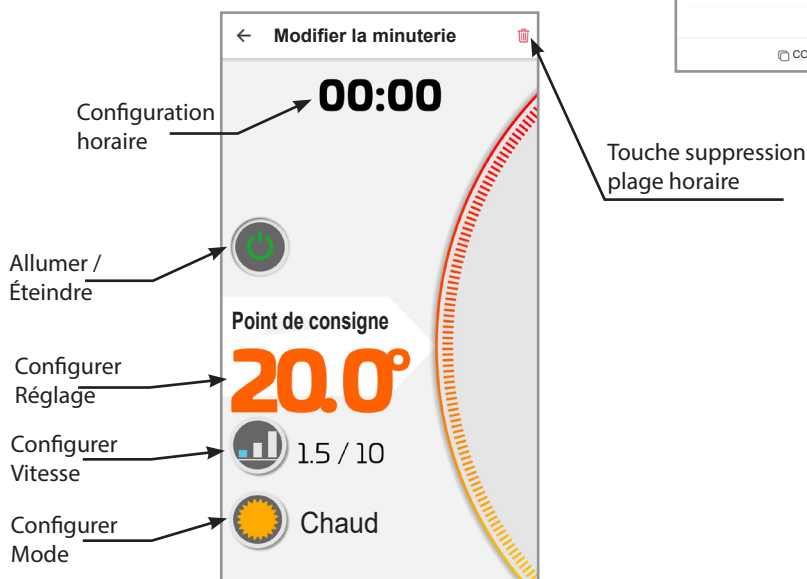 Modifier la minuterie
00:00
Configuration
horaire
Touche suppression
plage horaire
Allumer /
Éteindre
Point de consigne
20.0°
Configurer
Réglage
Configurer
Vitesse
1.5 / 10
Configurer
Mode
Chaud